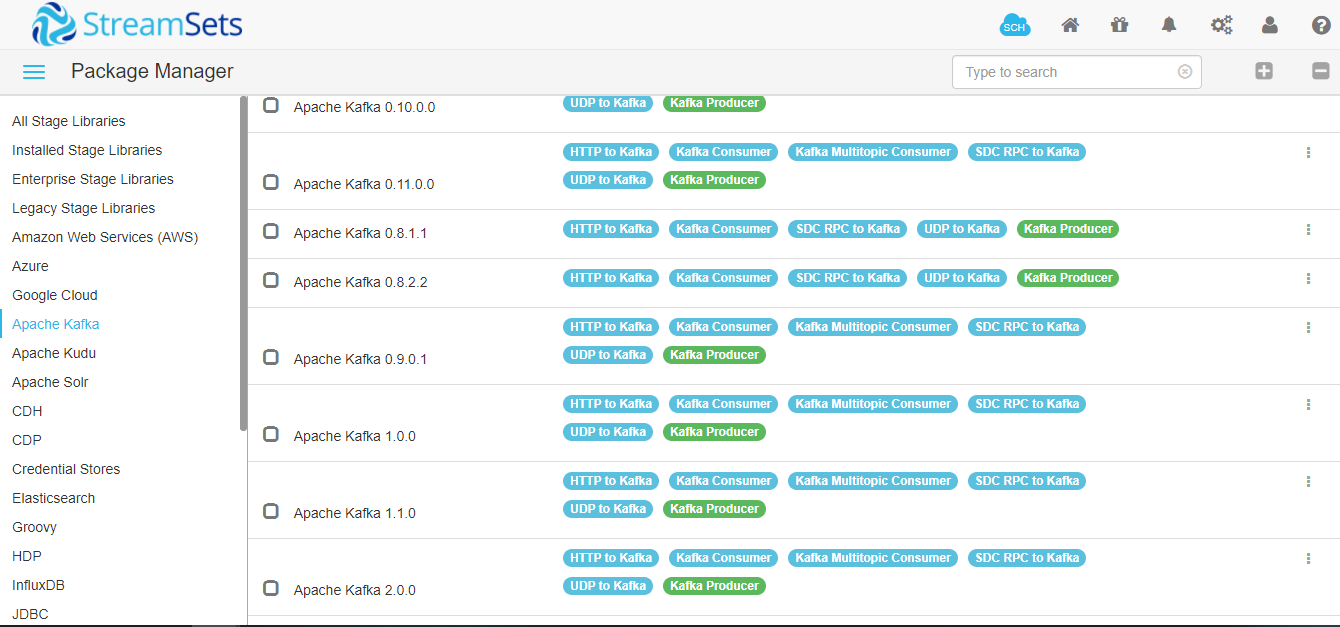 StreamSets
SCH
Package Manager
Type to search
All Stage Libraries
Installed Stage Libraries
Enterprise Stage Libraries
Legacy Stage Libraries
Amazon Web Services (AWS)
Azure
Google Cloud
Apache Kafka
Apache Kudu
Apache Solr
CDH
CDP
Credential Stores
Elasticsearch
Groovy
HDP
InfluxDB
JDBC
Apache Kafka 0.10.0.0 UDP to Kafka Kafka Producer
HTTP to Kafka Kafka Consumer Kafka Multitopic Consumer SDC RPC to Kafka
Apache Kafka 0.11.0.0 UDP to Kafka Kafka Producer
Apache Kafka 0.8.1.1 HTTP to Kafka Kafka Consumer SDC RPC to Kafka UDP to Kafka Kafka Producer
Apache Kafka 0.8.2.2 HTTP to Kafka Kafka Consumer SDC RPC to Kafka UDP to Kafka Kafka Producer
HTTP to Kafka Kafka Consumer Kafka Multitopic Consumer SDC RPC to Kafka
Apache Kafka 0.9.0.1 UDP to Kafka Kafka Producer
HTTP to Kafka Kafka Consumer Kafka Multitopic Consumer SDC RPC to Kafka
Apache Kafka 1.0.0 UDP to Kafka Kafka Producer
HTTP to Kafka Kafka Consumer Kafka Multitopic Consumer SDC RPC to Kafka
Apache Kafka 1.1.0 UDP to Kafka Kafka Producer
HTTP to Kafka Kafka Consumer Kafka Multitopic Consumer SDC RPC to Kafka
Apache Kafka 2.0.0 UDP to Kafka Kafka Producer